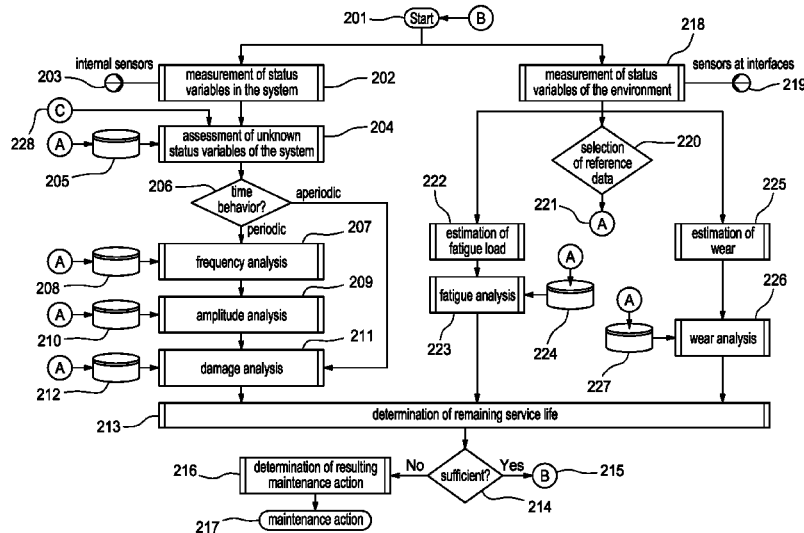 201
Start
B
218
internal sensors
203
measurement of status
variables in the system
202
measurement of status
variables of the environment
sensors at interfaces
219
C
228
A
205
assessment of unknown
status variables of the system
204
220
selection
of reference
data
221
A
206
time
behavior?
aperiodic
periodic
222
225
estimation of
fatigue load
estimation of
wear
207
A
208
frequency analysis
209
A
210
amplitude analysis
fatigue analysis
223
A
224
226
A
227
wear analysis
211
A
212
damage analysis
213
determination of remaining service life
216
determination of resulting
maintenance action
No
sufficient?
Yes
B
215
214
217
maintenance action